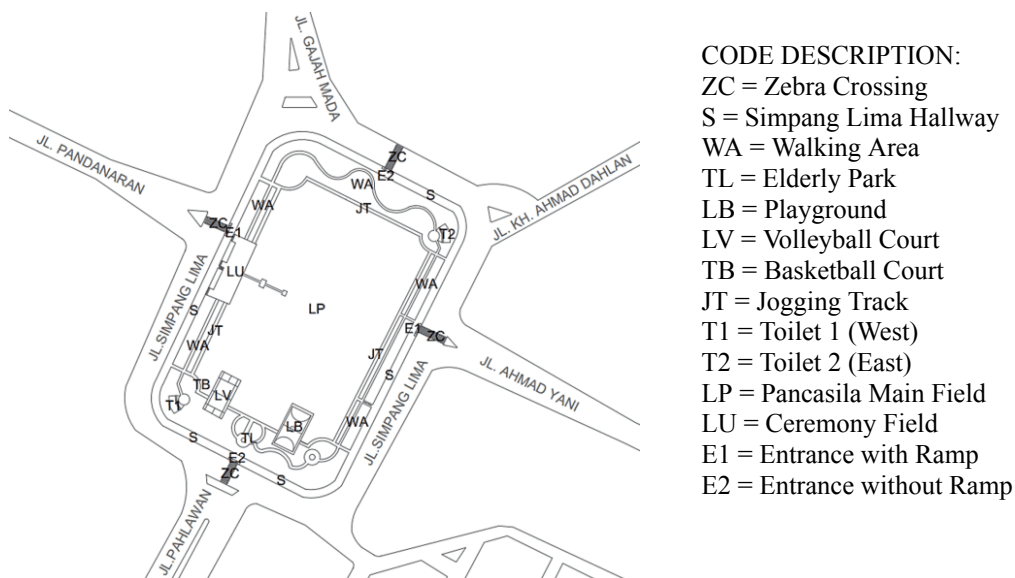 JL. GAJAH MADA
JL. PANDANARAN
ZC
E2
WA
S
JT
WA
JL. KH. AHMAD DAHLAN
ZC
E1
T2
LU
WA
JL.SIMPANG LIMA
S
LP
JT
WA
E1
ZC
JT
JL. AHMAD YANI
S
TB
LV
T1
JL.SIMPANG LIMA
WA
LB
TL
S
E2
ZC
S
JL.PAHLAWAN
CODE DESCRIPTION:
ZC = Zebra Crossing
S = Simpang Lima Hallway
WA = Walking Area
TL = Elderly Park
LB = Playground
LV = Volleyball Court
TB = Basketball Court
JT = Jogging Track
T1 = Toilet 1 (West)
T2 = Toilet 2 (East)
LP = Pancasila Main Field
LU = Ceremony Field
E1 = Entrance with Ramp
E2 = Entrance without Ramp